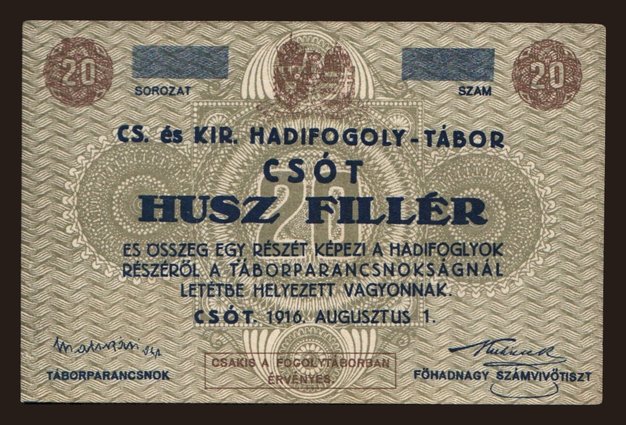 20 20
SOROZAT SZAM
CS. és KIR. HADIFOGOLY-TÁBOR
CSÓT
20
HUSZ FILLÉR
ES ÖSSZEG EGY RÉSZÉT KÉPEZI A HADIFOGLYOK
RÉSZÉRŐL A TÁBORPARANCSNOKSÁGNÁL
LETÉTBE HELYEZETT VAGYONNAK.
CSÓT. 1916. AUGUSZTUS 1.
CSAKIS A FOGOLYTÁBORBAN
ÉRVÉNYES.
TÁBORPARANCSNOK FŐHADNAGY SZÁMVIVŐTISZT